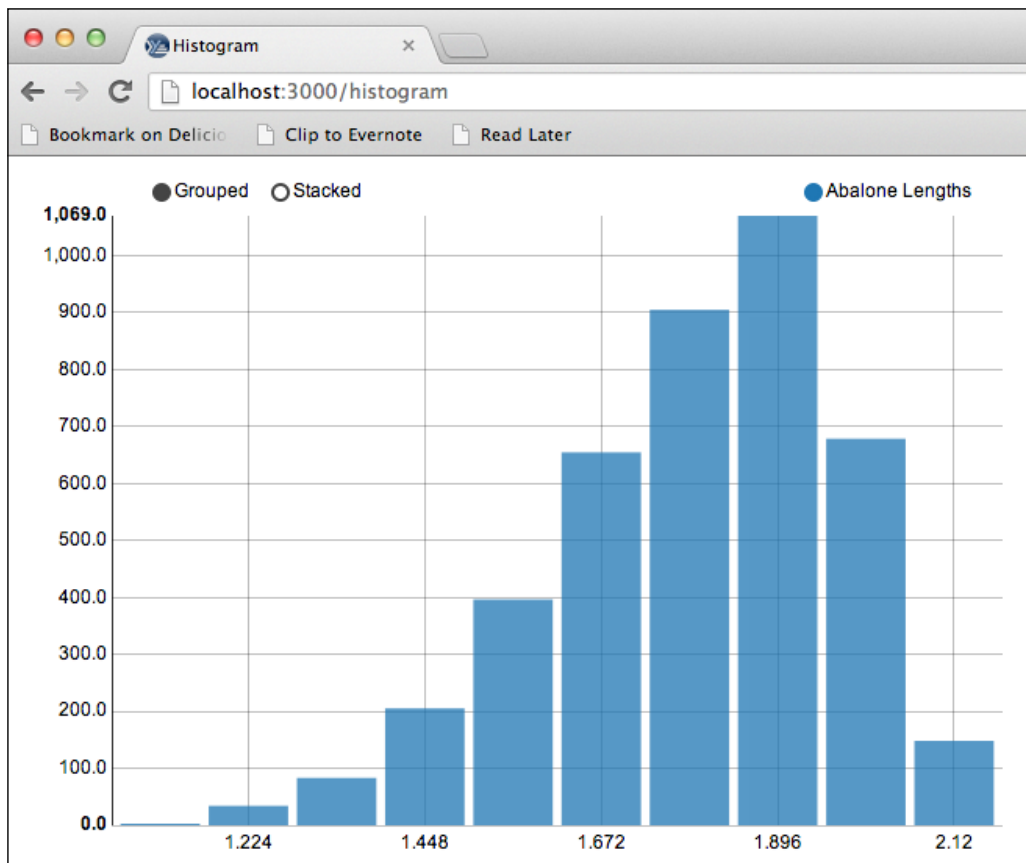 Histogram
localhost:3000/histogram
Bookmark on Delicio
Clip to Evernote
Read Later
Grouped Stacked Abalone Lengths
1,069.0
1,000.0
900.0
800.0
700.0
600.0
500.0
400.0
300.0
200.0
100.0
0.0
1.224 1.448 1.672 1.896 2.12